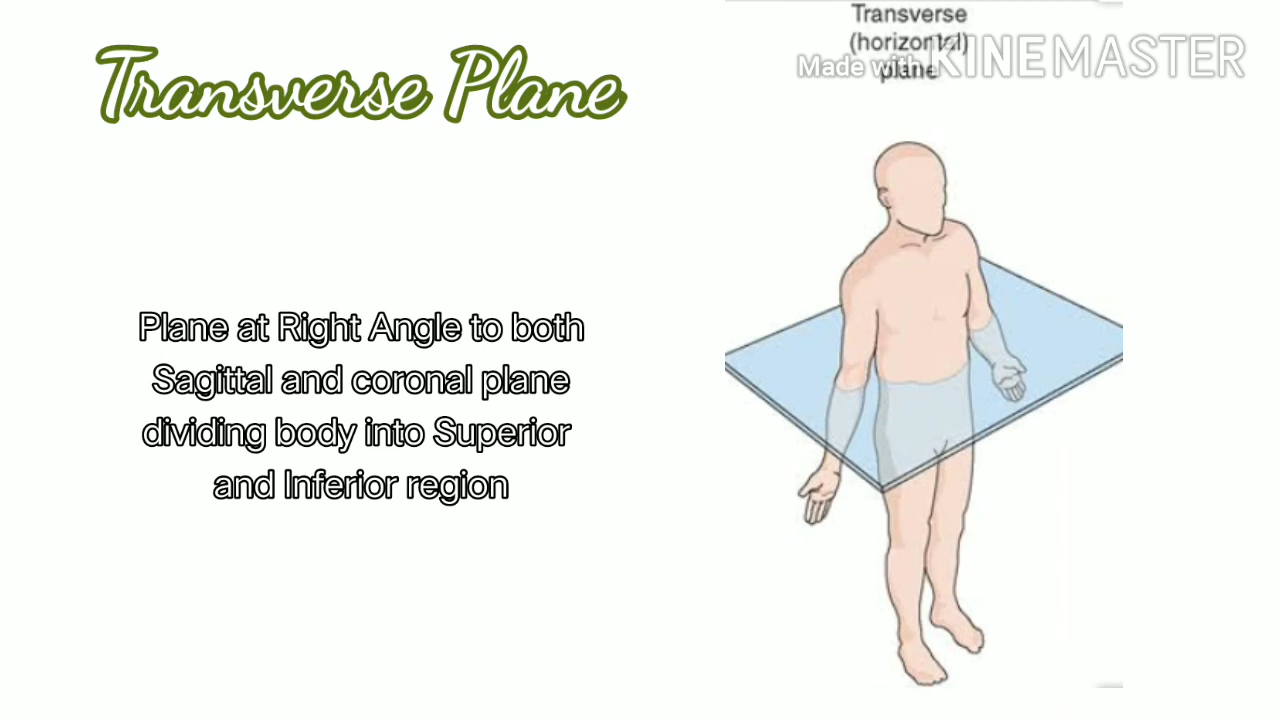 Transverse Plane
Plane at Right Angle to both
Sagittal and coronal plane
dividing body into Superior
and Inferior region
Transverse
(horizontal)
plane
Made with KINEMASTER